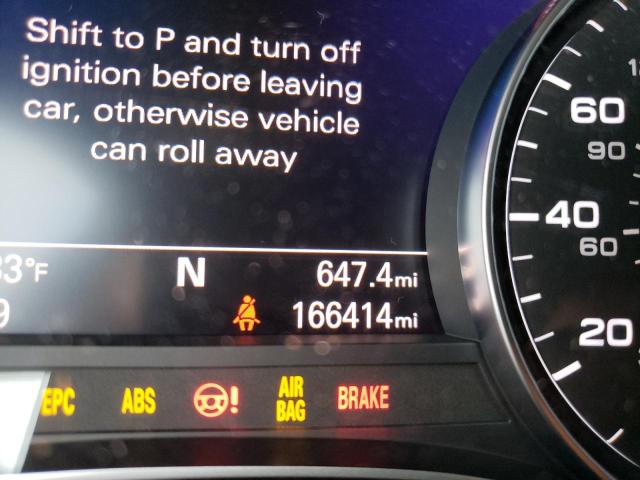 Shift to P and turn off
ignition before leaving
car, otherwise vehicle
can roll away
60
90
40
60
20
°F N 647.4mi
166414mi
EPC ABS ! AIR BAG BRAKE